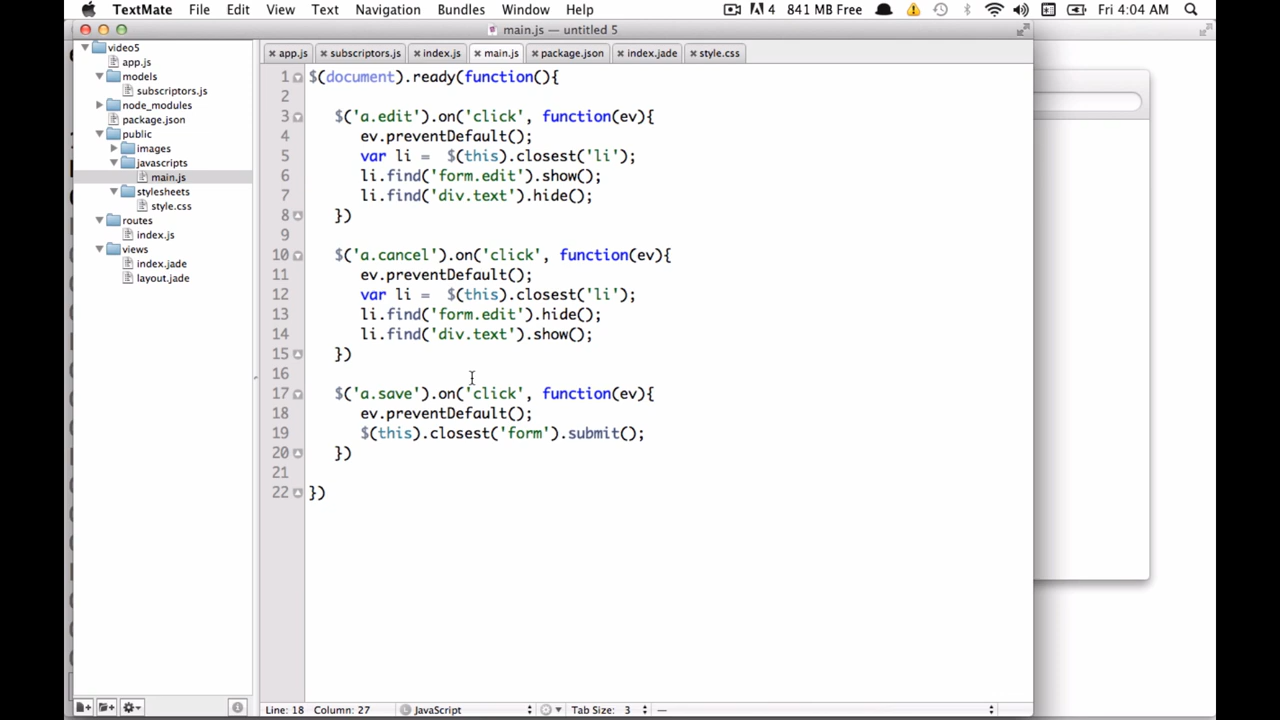 TextMate File Edit View Text Navigation Bundles Window Help 4 841 MB Free Fri 4:04 AM
main.js — untitled 5
video5
app.js
models
subscriptors.js
node_modules
package.json
public
images
javascripts
main.js
stylesheets
style.css
routes
index.js
views
index.jade
layout.jade
× app.js × subscriptors.js × index.js × main.js × package.json × index.jade × style.css
1 $(document).ready(function(){
2
3 $('a.edit').on('click', function(ev){
4 ev.preventDefault();
5 var li =  $(this).closest('li');
6 li.find('form.edit').show();
7 li.find('div.text').hide();
8 })
9
10 $('a.cancel').on('click', function(ev){
11 ev.preventDefault();
12 var li =  $(this).closest('li');
13 li.find('form.edit').hide();
14 li.find('div.text').show();
15 })
16
17 $('a.save').on('click', function(ev){
18 ev.preventDefault();
19 $(this).closest('form').submit();
20 })
21
22 })
Line: 18 Column: 27 JavaScript Tab Size: 3 —